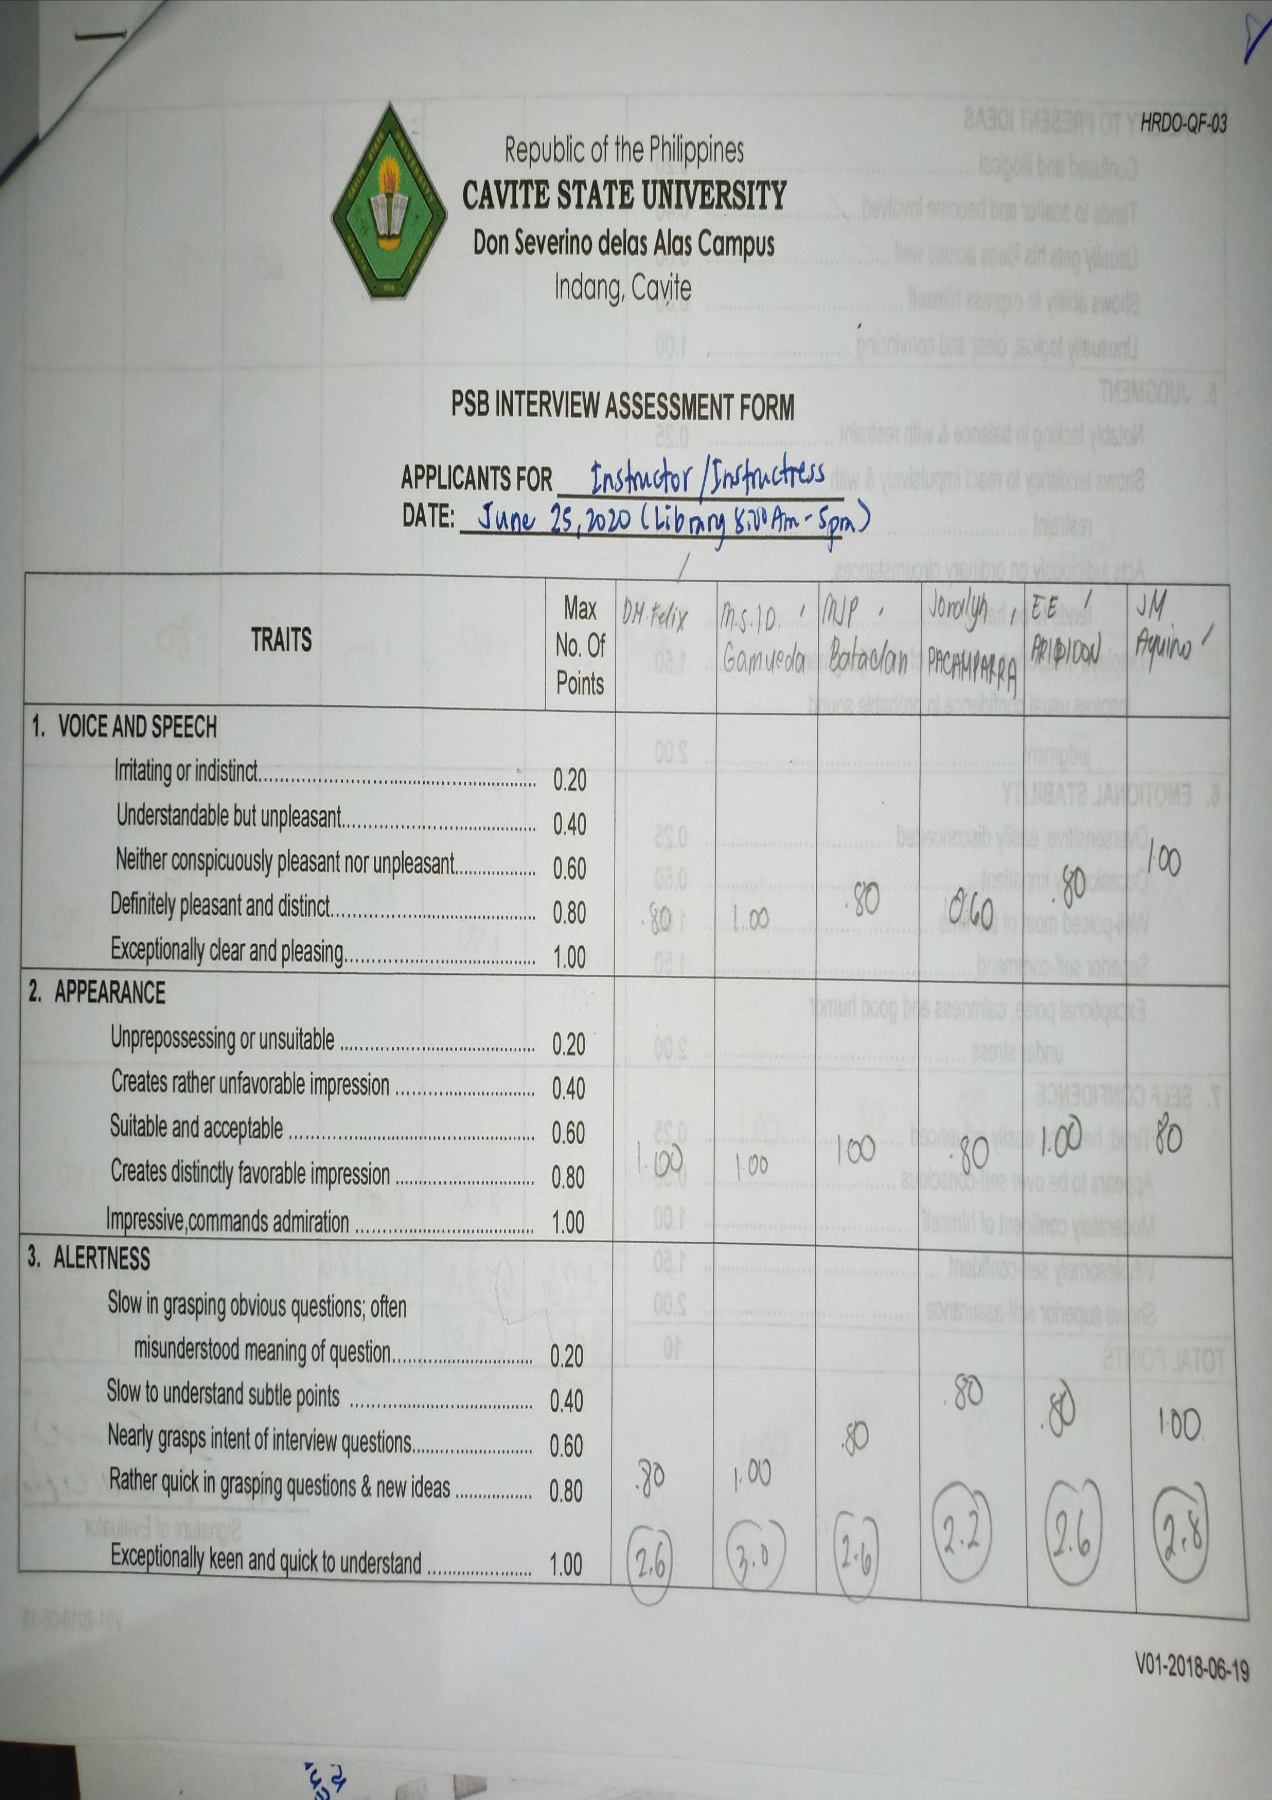 HRDO-QF-03
Republic of the Philippines
CAVITE STATE UNIVERSITY
Don Severino delas Alas Campus
Indang, Cavite
PSB INTERVIEW ASSESSMENT FORM
APPLICANTS FOR Instructor/Instructress
DATE: June 25, 2020 (Library 8:00 Am - 5pm)
TRAITS
Max No. Of Points
DH. Felix
M.S.ID. Gamueda
MJP Bataclan
Joralyn PACAMPARRA
EE ARIDIDON
JM Aquino
1. VOICE AND SPEECH
Irritating or indistinct 0.20
Understandable but unpleasant 0.40
Neither conspicuously pleasant nor unpleasant 0.60
Definitely pleasant and distinct 0.80
Exceptionally clear and pleasing 1.00
.80 1.00 .80 0.60 .80 1.00
2. APPEARANCE
Unprepossessing or unsuitable 0.20
Creates rather unfavorable impression 0.40
Suitable and acceptable 0.60
Creates distinctly favorable impression 0.80
Impressive,commands admiration 1.00
1.00 1.00 1.00 .80 1.00 .80
3. ALERTNESS
Slow in grasping obvious questions; often
misunderstood meaning of question 0.20
Slow to understand subtle points 0.40
Nearly grasps intent of interview questions 0.60
Rather quick in grasping questions & new ideas 0.80
Exceptionally keen and quick to understand 1.00
.80 1.00 .80 .80 .80 1.00
2.6 3.0 2.6 2.2 2.6 2.8
V01-2018-06-19